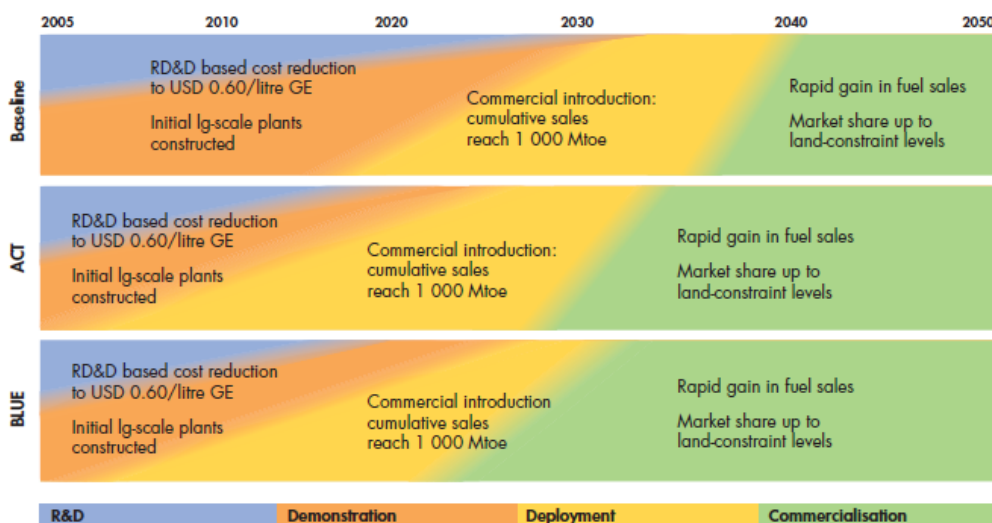 2005 2010 2020 2030 2040 2050
Baseline
RD&D based cost reduction
to USD 0.60/litre GE
Initial lg-scale plants
constructed
Commercial introduction:
cumulative sales
reach 1 000 Mtoe
Rapid gain in fuel sales
Market share up to
land-constraint levels
ACT
RD&D based cost reduction
to USD 0.60/litre GE
Initial lg-scale plants
constructed
Commercial introduction:
cumulative sales
reach 1 000 Mtoe
Rapid gain in fuel sales
Market share up to
land-constraint levels
BLUE
RD&D based cost reduction
to USD 0.60/litre GE
Initial lg-scale plants
constructed
Commercial introduction
cumulative sales
reach 1 000 Mtoe
Rapid gain in fuel sales
Market share up to
land-constraint levels
R&D Demonstration Deployment Commercialisation